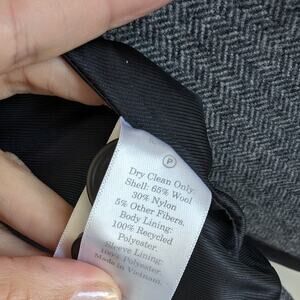 P
Dry Clean Only.
Shell: 65% Wool
30% Nylon
5% Other Fibers.
Body Lining:
100% Recycled
Polyester.
Sleeve Lining:
100% Polyester.
Made in Vietnam.